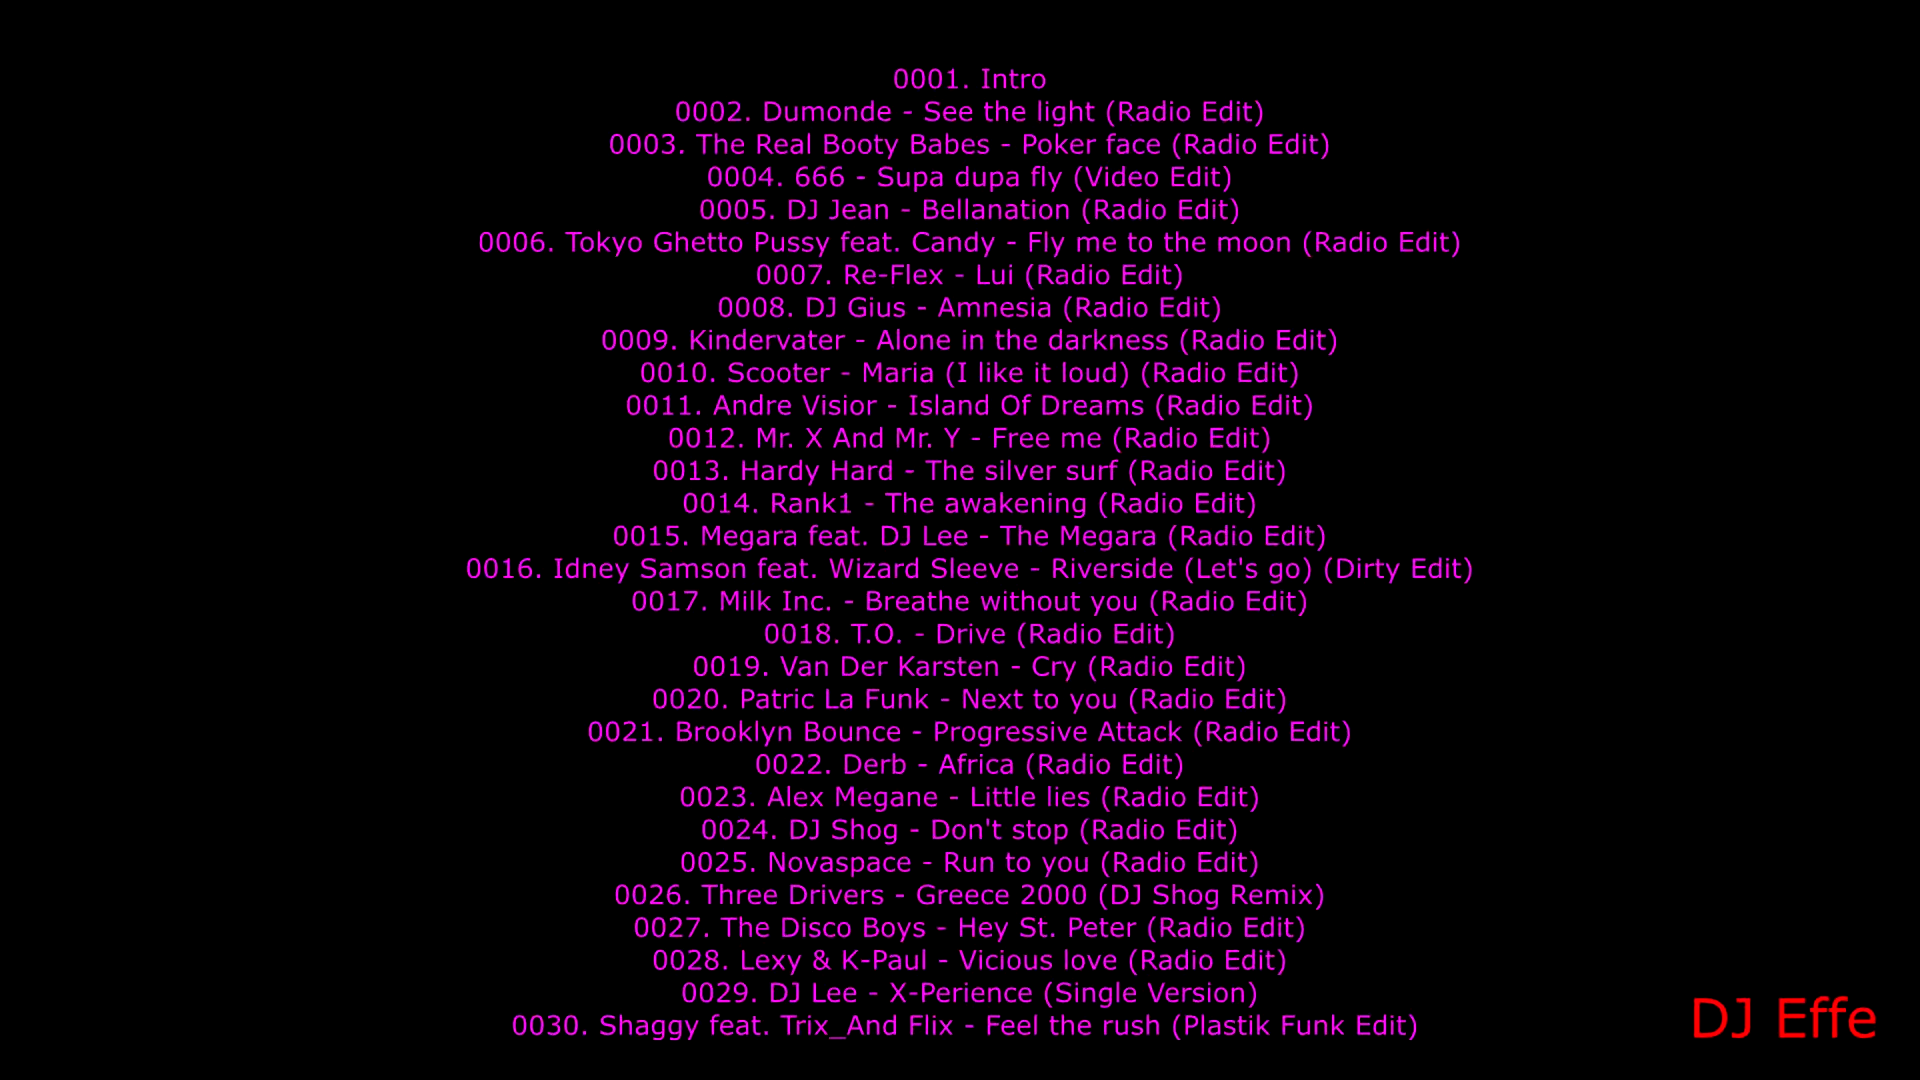 0001. Intro
0002. Dumonde - See the light (Radio Edit)
0003. The Real Booty Babes - Poker face (Radio Edit)
0004. 666 - Supa dupa fly (Video Edit)
0005. DJ Jean - Bellanation (Radio Edit)
0006. Tokyo Ghetto Pussy feat. Candy - Fly me to the moon (Radio Edit)
0007. Re-Flex - Lui (Radio Edit)
0008. DJ Gius - Amnesia (Radio Edit)
0009. Kindervater - Alone in the darkness (Radio Edit)
0010. Scooter - Maria (I like it loud) (Radio Edit)
0011. Andre Visior - Island Of Dreams (Radio Edit)
0012. Mr. X And Mr. Y - Free me (Radio Edit)
0013. Hardy Hard - The silver surf (Radio Edit)
0014. Rank1 - The awakening (Radio Edit)
0015. Megara feat. DJ Lee - The Megara (Radio Edit)
0016. Idney Samson feat. Wizard Sleeve - Riverside (Let's go) (Dirty Edit)
0017. Milk Inc. - Breathe without you (Radio Edit)
0018. T.O. - Drive (Radio Edit)
0019. Van Der Karsten - Cry (Radio Edit)
0020. Patric La Funk - Next to you (Radio Edit)
0021. Brooklyn Bounce - Progressive Attack (Radio Edit)
0022. Derb - Africa (Radio Edit)
0023. Alex Megane - Little lies (Radio Edit)
0024. DJ Shog - Don't stop (Radio Edit)
0025. Novaspace - Run to you (Radio Edit)
0026. Three Drivers - Greece 2000 (DJ Shog Remix)
0027. The Disco Boys - Hey St. Peter (Radio Edit)
0028. Lexy & K-Paul - Vicious love (Radio Edit)
0029. DJ Lee - X-Perience (Single Version)
0030. Shaggy feat. Trix_And Flix - Feel the rush (Plastik Funk Edit)
DJ Effe